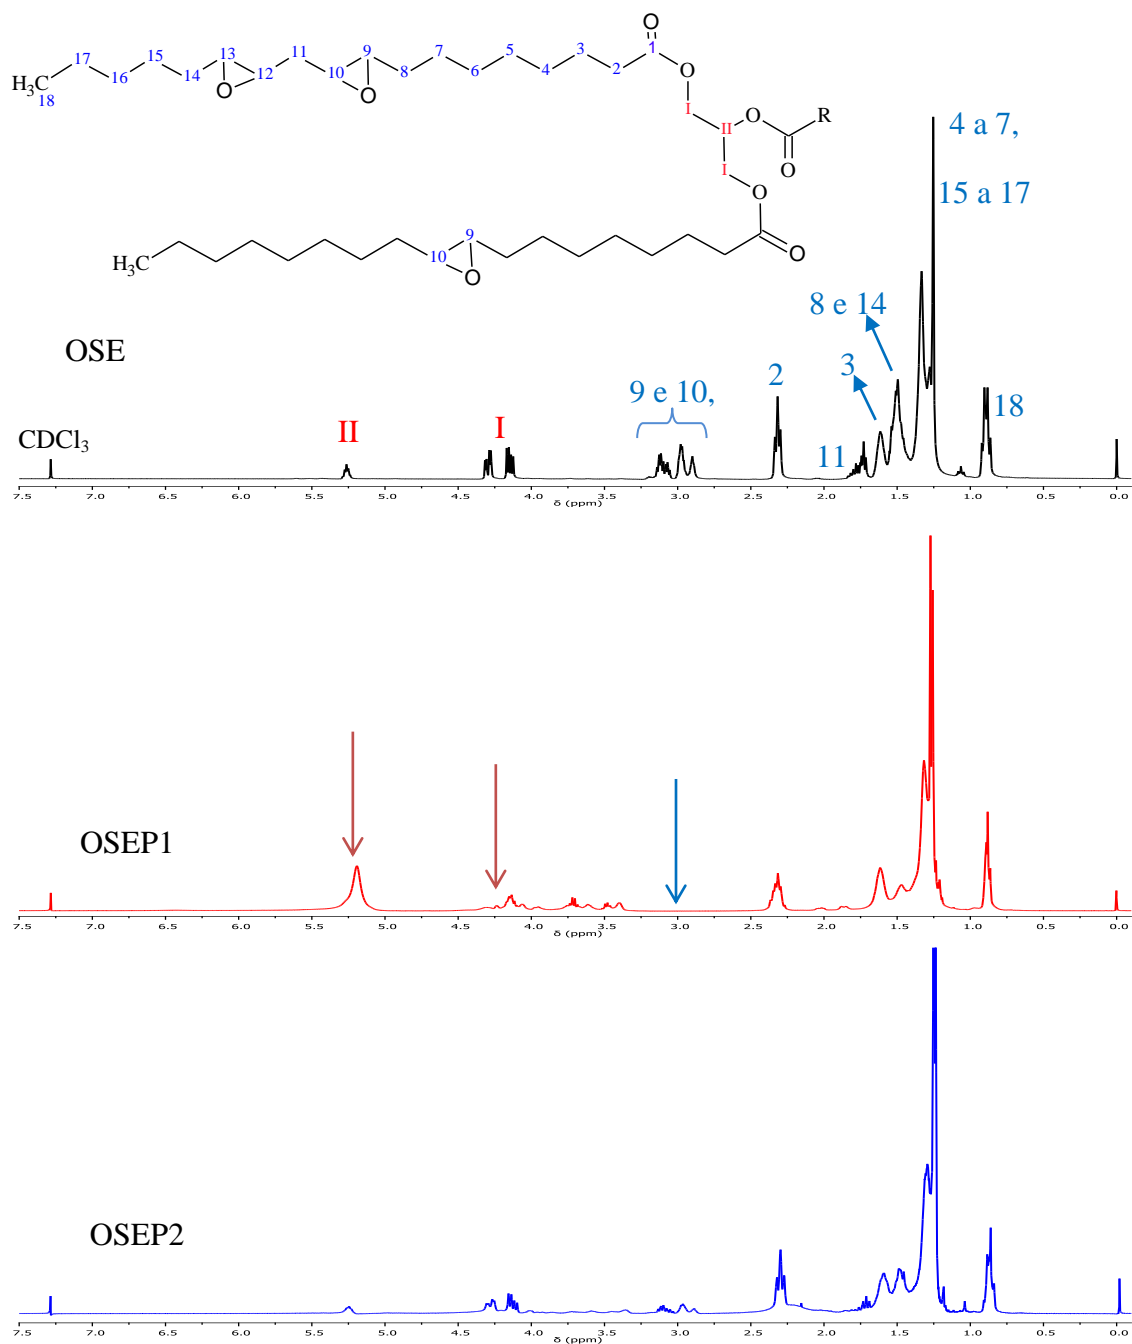 O
17 15 13 11 9 7 5 3 1
H₃C 18 16 14 12 10 8 6 4 2 O
O O
I
II O R
4 a 7,
I
O
O
15 a 17
9
10
H₃C O O
8 e 14
OSE
3
2
9 e 10,
18
II I
CDCl₃
11
7.5 7.0 6.5 6.0 5.5 5.0 4.5 4.0 3.5 3.0 2.5 2.0 1.5 1.0 0.5 0.0
δ (ppm)
OSEP1
7.5 7.0 6.5 6.0 5.5 5.0 4.5 4.0 3.5 3.0 2.5 2.0 1.5 1.0 0.5 0.0
δ (ppm)
OSEP2
7.5 7.0 6.5 6.0 5.5 5.0 4.5 4.0 3.5 3.0 2.5 2.0 1.5 1.0 0.5 0.0
δ (ppm)